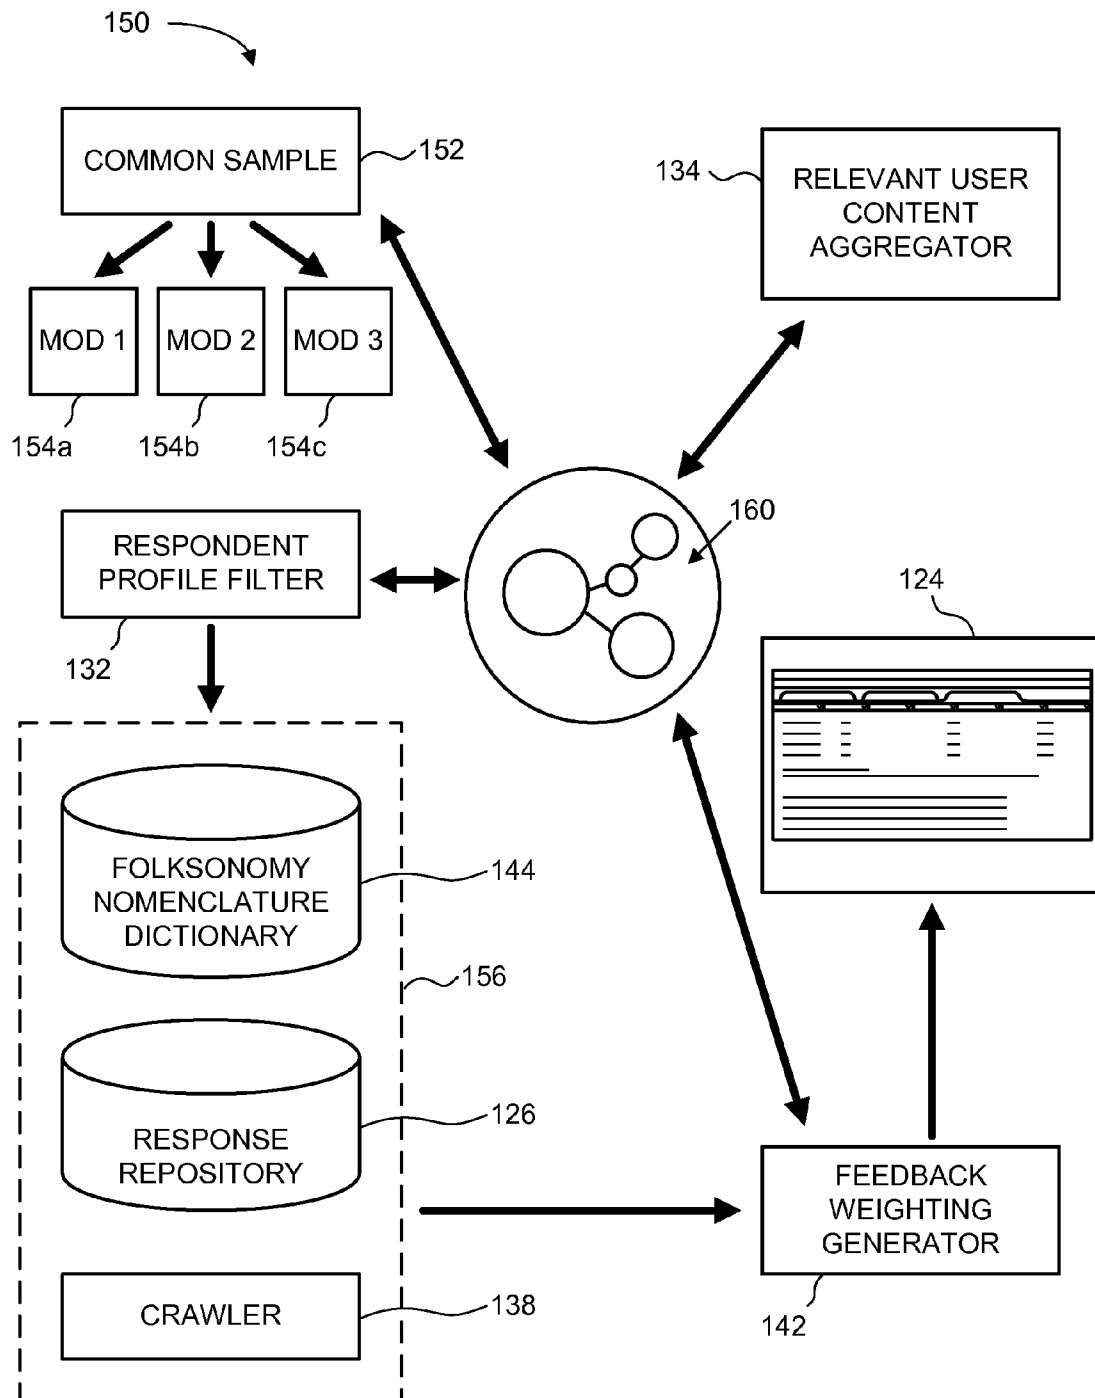 150
COMMON SAMPLE
152
134
RELEVANT USER
CONTENT
AGGREGATOR
MOD 1
MOD 2
MOD 3
154a
154b
154c
160
RESPONDENT
PROFILE FILTER
132
124
FOLKSONOMY
NOMENCLATURE
DICTIONARY
144
156
RESPONSE
REPOSITORY
126
FEEDBACK
WEIGHTING
GENERATOR
142
CRAWLER
138